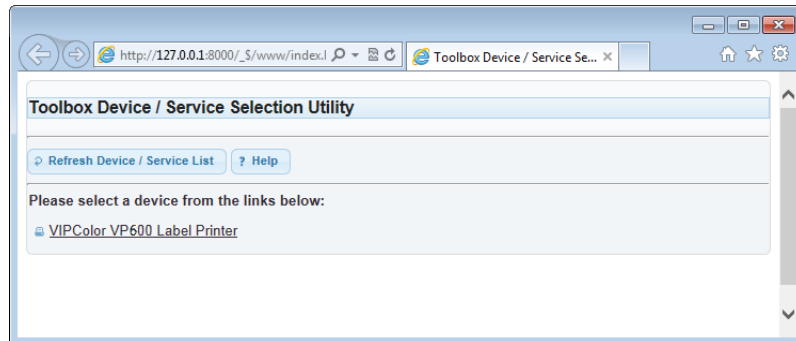 http://127.0.0.1:8000/_S/www/index.l
Toolbox Device / Service Se...
Toolbox Device / Service Selection Utility
Refresh Device / Service List
? Help
Please select a device from the links below:
VIPColor VP600 Label Printer